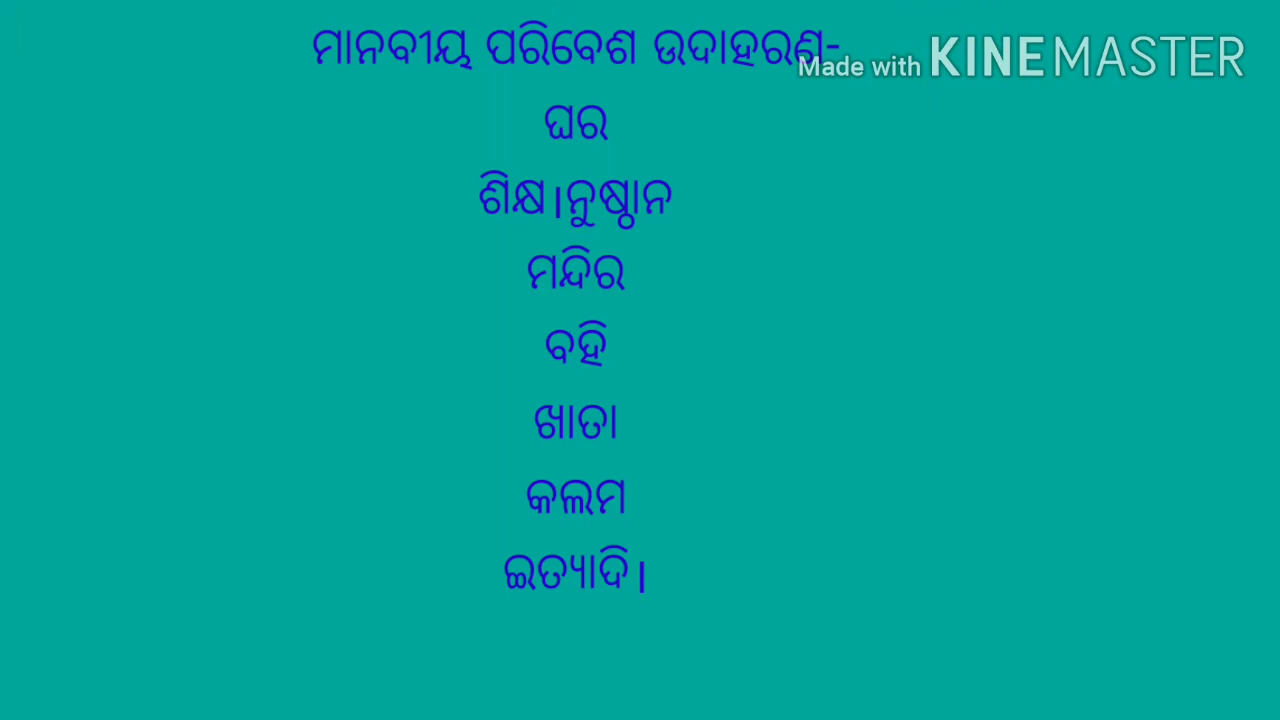 ମାନବୀୟ ପରିବେଶ ଉଦାହରଣ-
Made with KINEMASTER
ଘର
ଶିକ୍ଷ।ନୁଷ୍ଠାନ
ମନ୍ଦିର
ବହି
ଖାତା
କଲମ
ଇତ୍ୟାଦି।